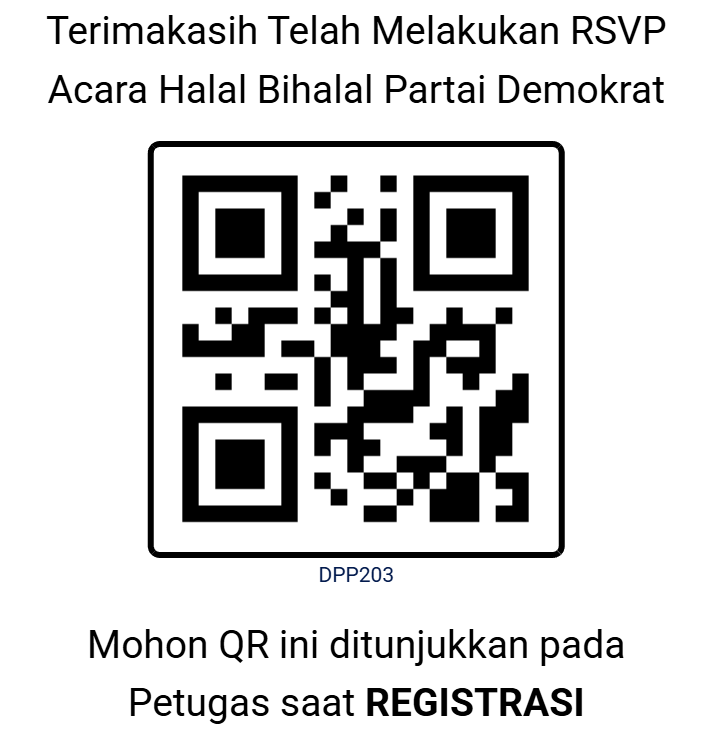 Terimakasih Telah Melakukan RSVP
Acara Halal Bihalal Partai Demokrat
DPP203
Mohon QR ini ditunjukkan pada
Petugas saat REGISTRASI